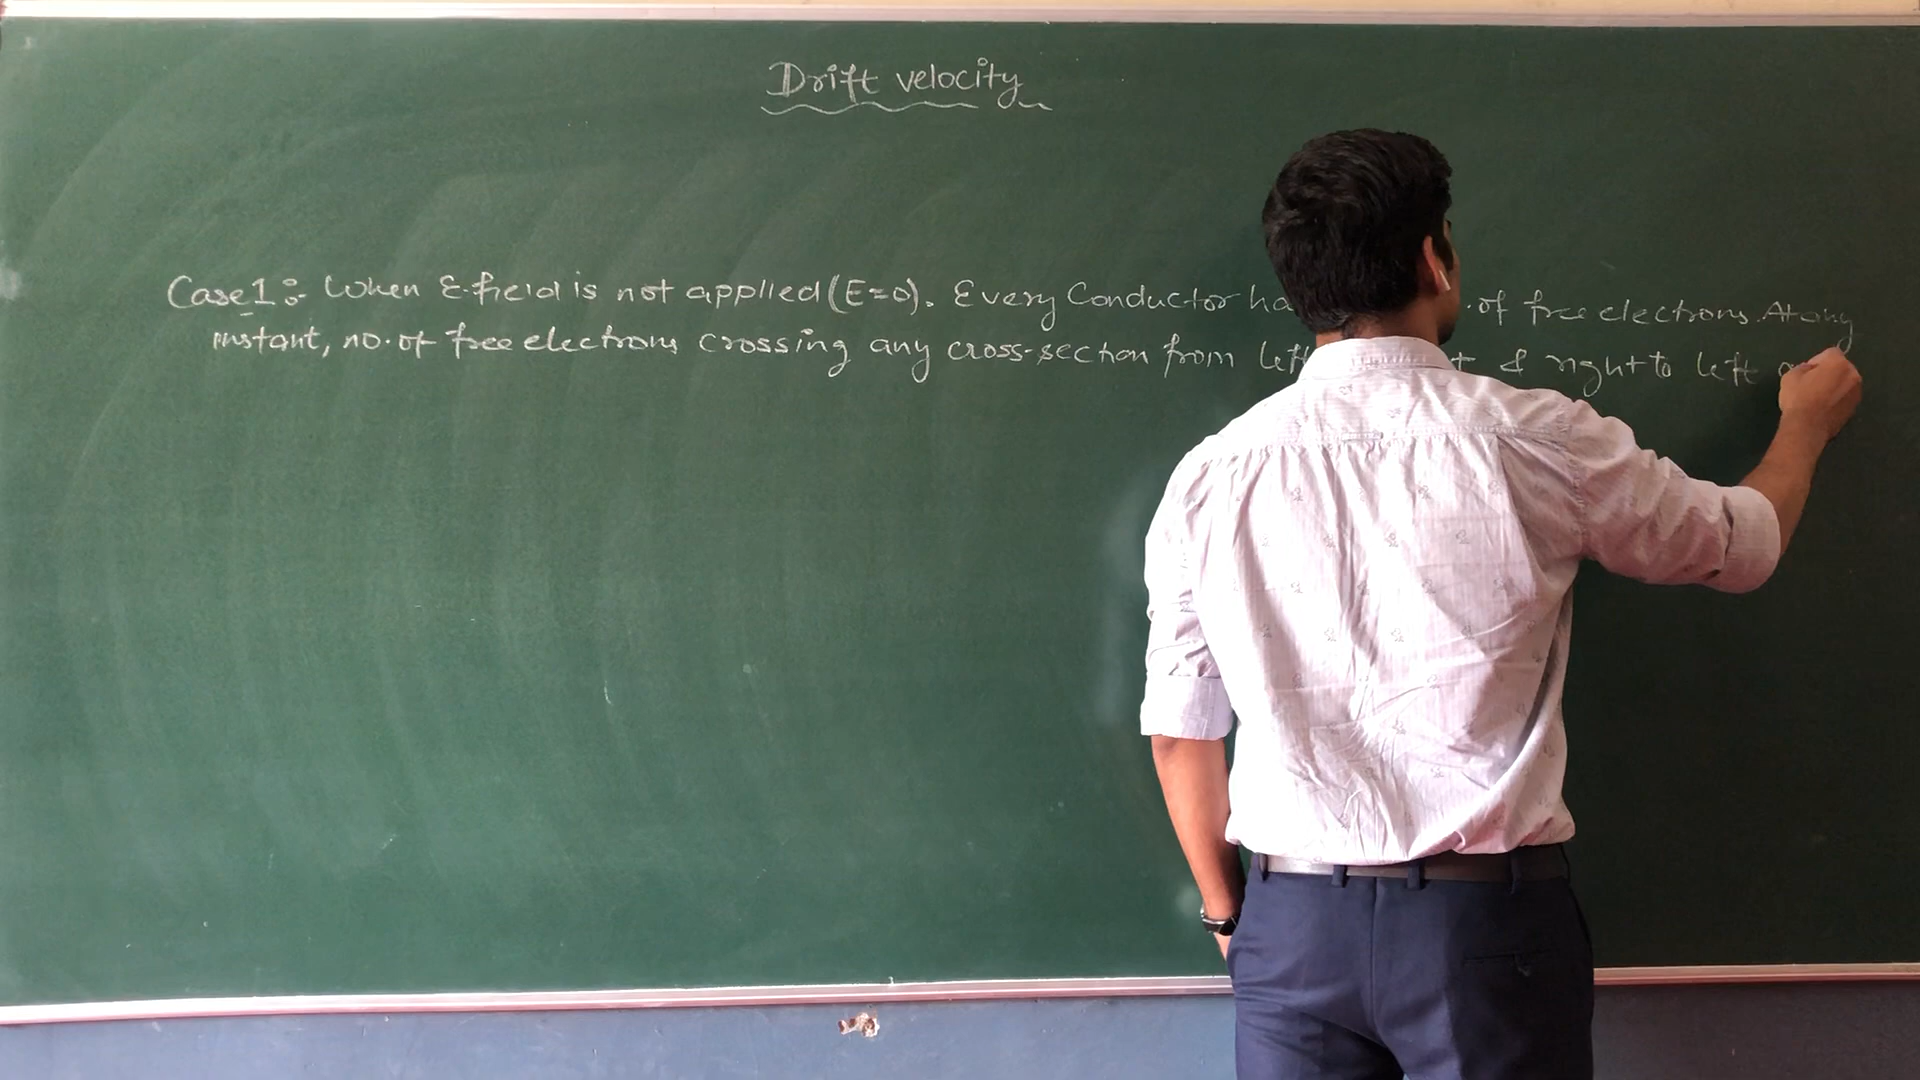 Drift velocity
Case 1:- When E.field is not applied (E=0). Every Conductor ha . of free electrons. At any
instant, no. of free electrons crossing any cross-section from left t & right to left